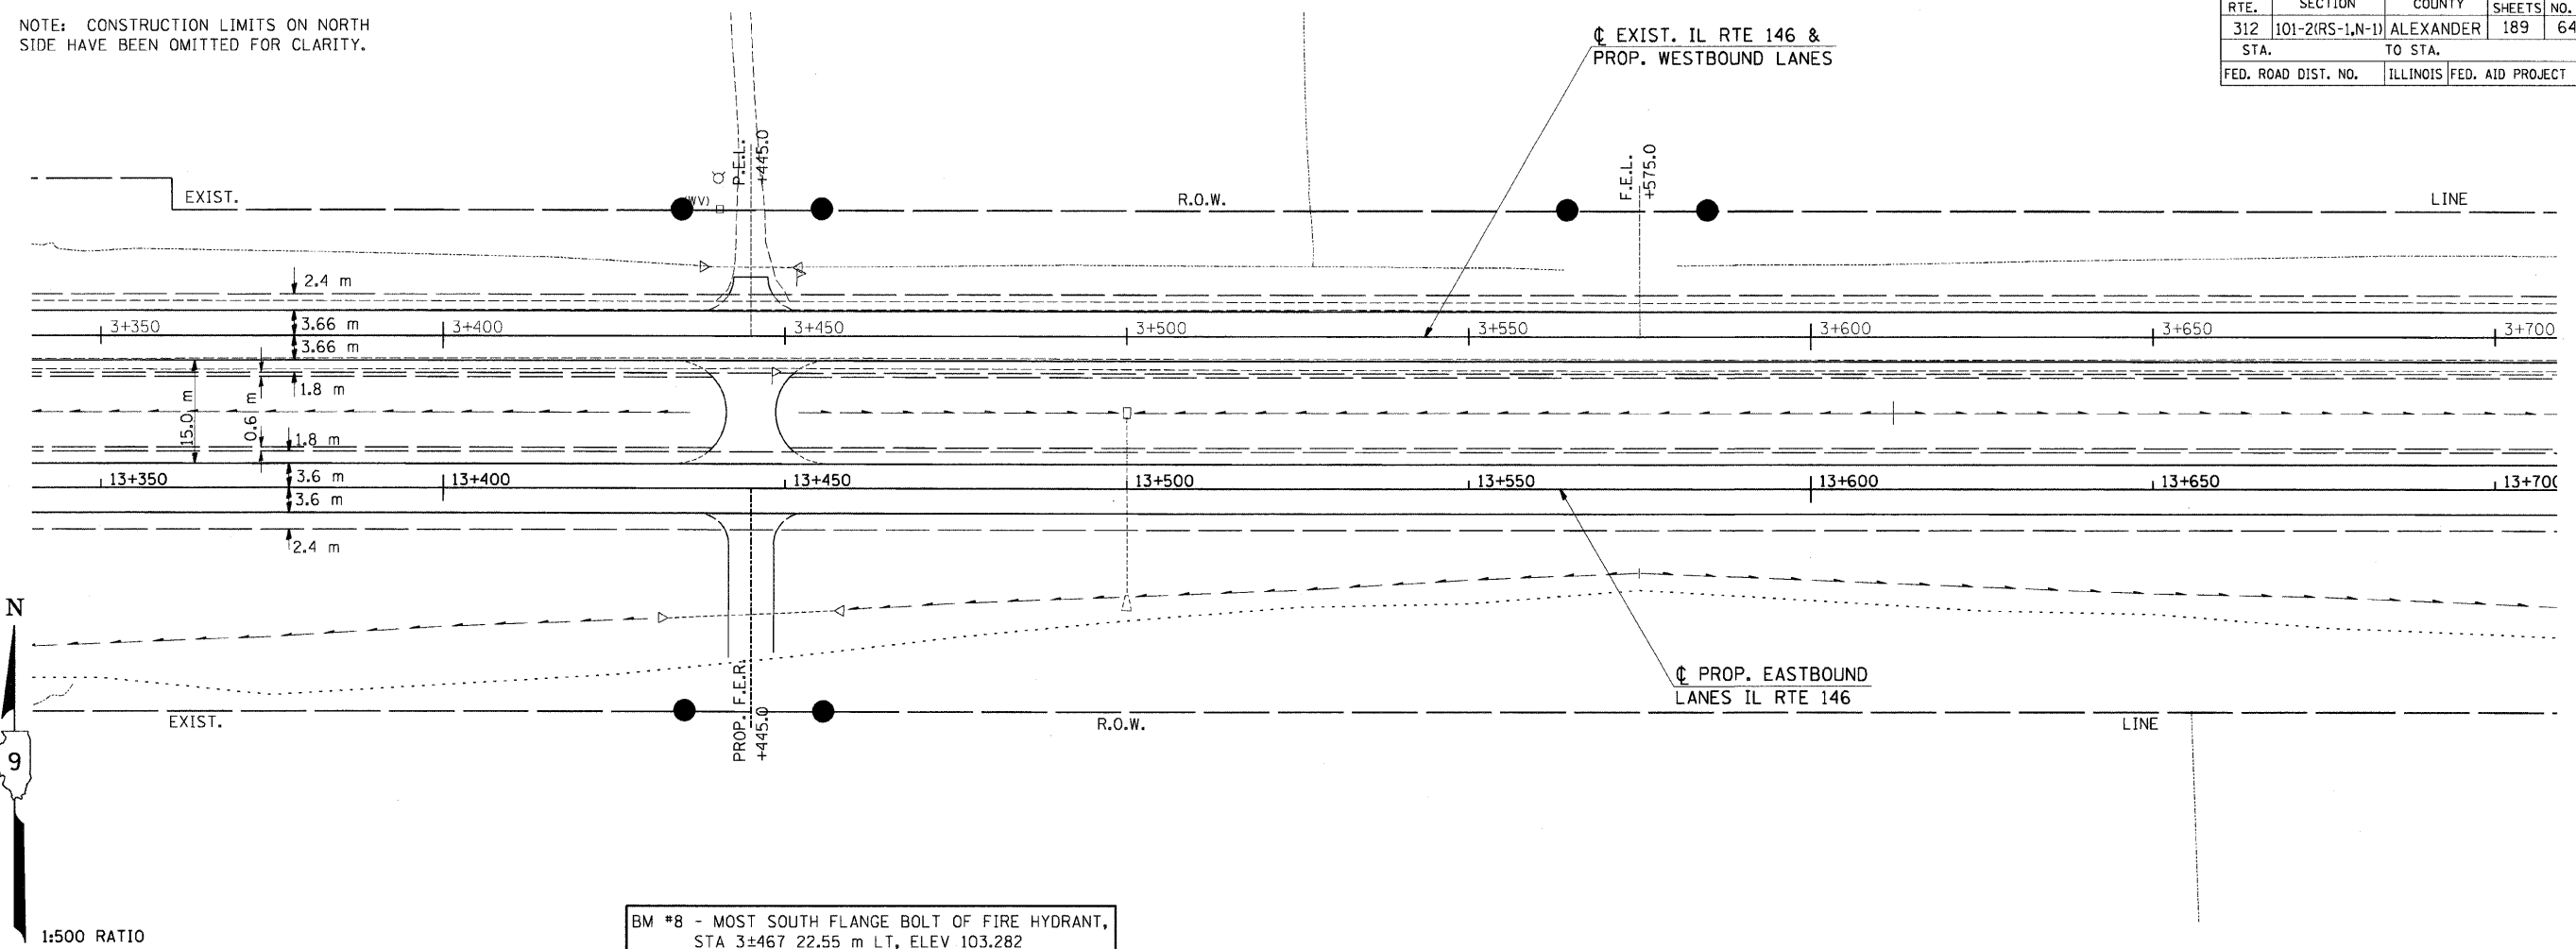 NOTE: CONSTRUCTION LIMITS ON NORTH
SIDE HAVE BEEN OMITTED FOR CLARITY.
RTE. SECTION COUNTY SHEETS NO.
312 101-2(RS-1,N-1) ALEXANDER 189 64
STA. TO STA.
FED. ROAD DIST. NO. ILLINOIS FED. AID PROJECT
℄ EXIST. IL RTE 146 &
PROP. WESTBOUND LANES
P.E.L.
+445.0
F.E.L.
+575.0
EXIST.
(WV)
R.O.W.
LINE
2.4 m
3.66 m
3+350 3+400 3+450 3+500 3+550 3+600 3+650 3+700
3.66 m
1.8 m
15.0 m
0.6 m
1.8 m
3.6 m
13+350 13+400 13+450 13+500 13+550 13+600 13+650 13+700
3.6 m
2.4 m
N
9
℄ PROP. EASTBOUND
LANES IL RTE 146
PROP. F.E.R.
+445.0
EXIST.
R.O.W.
LINE
BM #8 - MOST SOUTH FLANGE BOLT OF FIRE HYDRANT,
STA 3±467 22.55 m LT, ELEV 103.282
1:500 RATIO